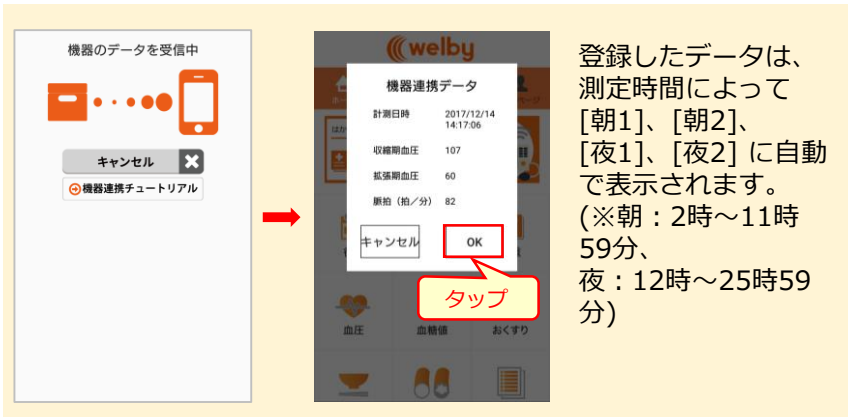 機器のデータを受信中
キャンセル
機器連携チュートリアル
welby
機器連携データ
計測日時 2017/12/14
14:17:06
収縮期血圧 107
拡張期血圧 60
脈拍（拍／分） 82
キャンセル
OK
タップ
血圧
血糖値
おくすり
登録したデータは、
測定時間によって
[朝1]、[朝2]、
[夜1]、[夜2] に自動
で表示されます。
(※朝：2時～11時
59分、
夜：12時～25時59
分)